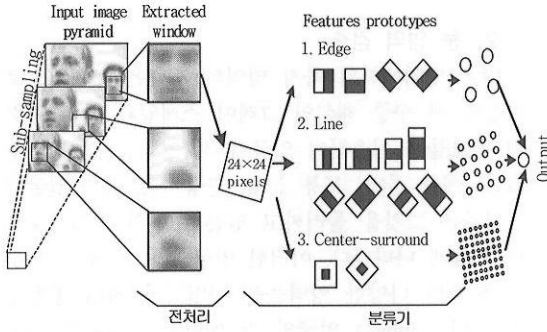 Input image
pyramid
Extracted
window
Features prototypes
Sub-sampling
1. Edge
2. Line
24×24
pixels
Output
3. Center-surround
전처리
분류기